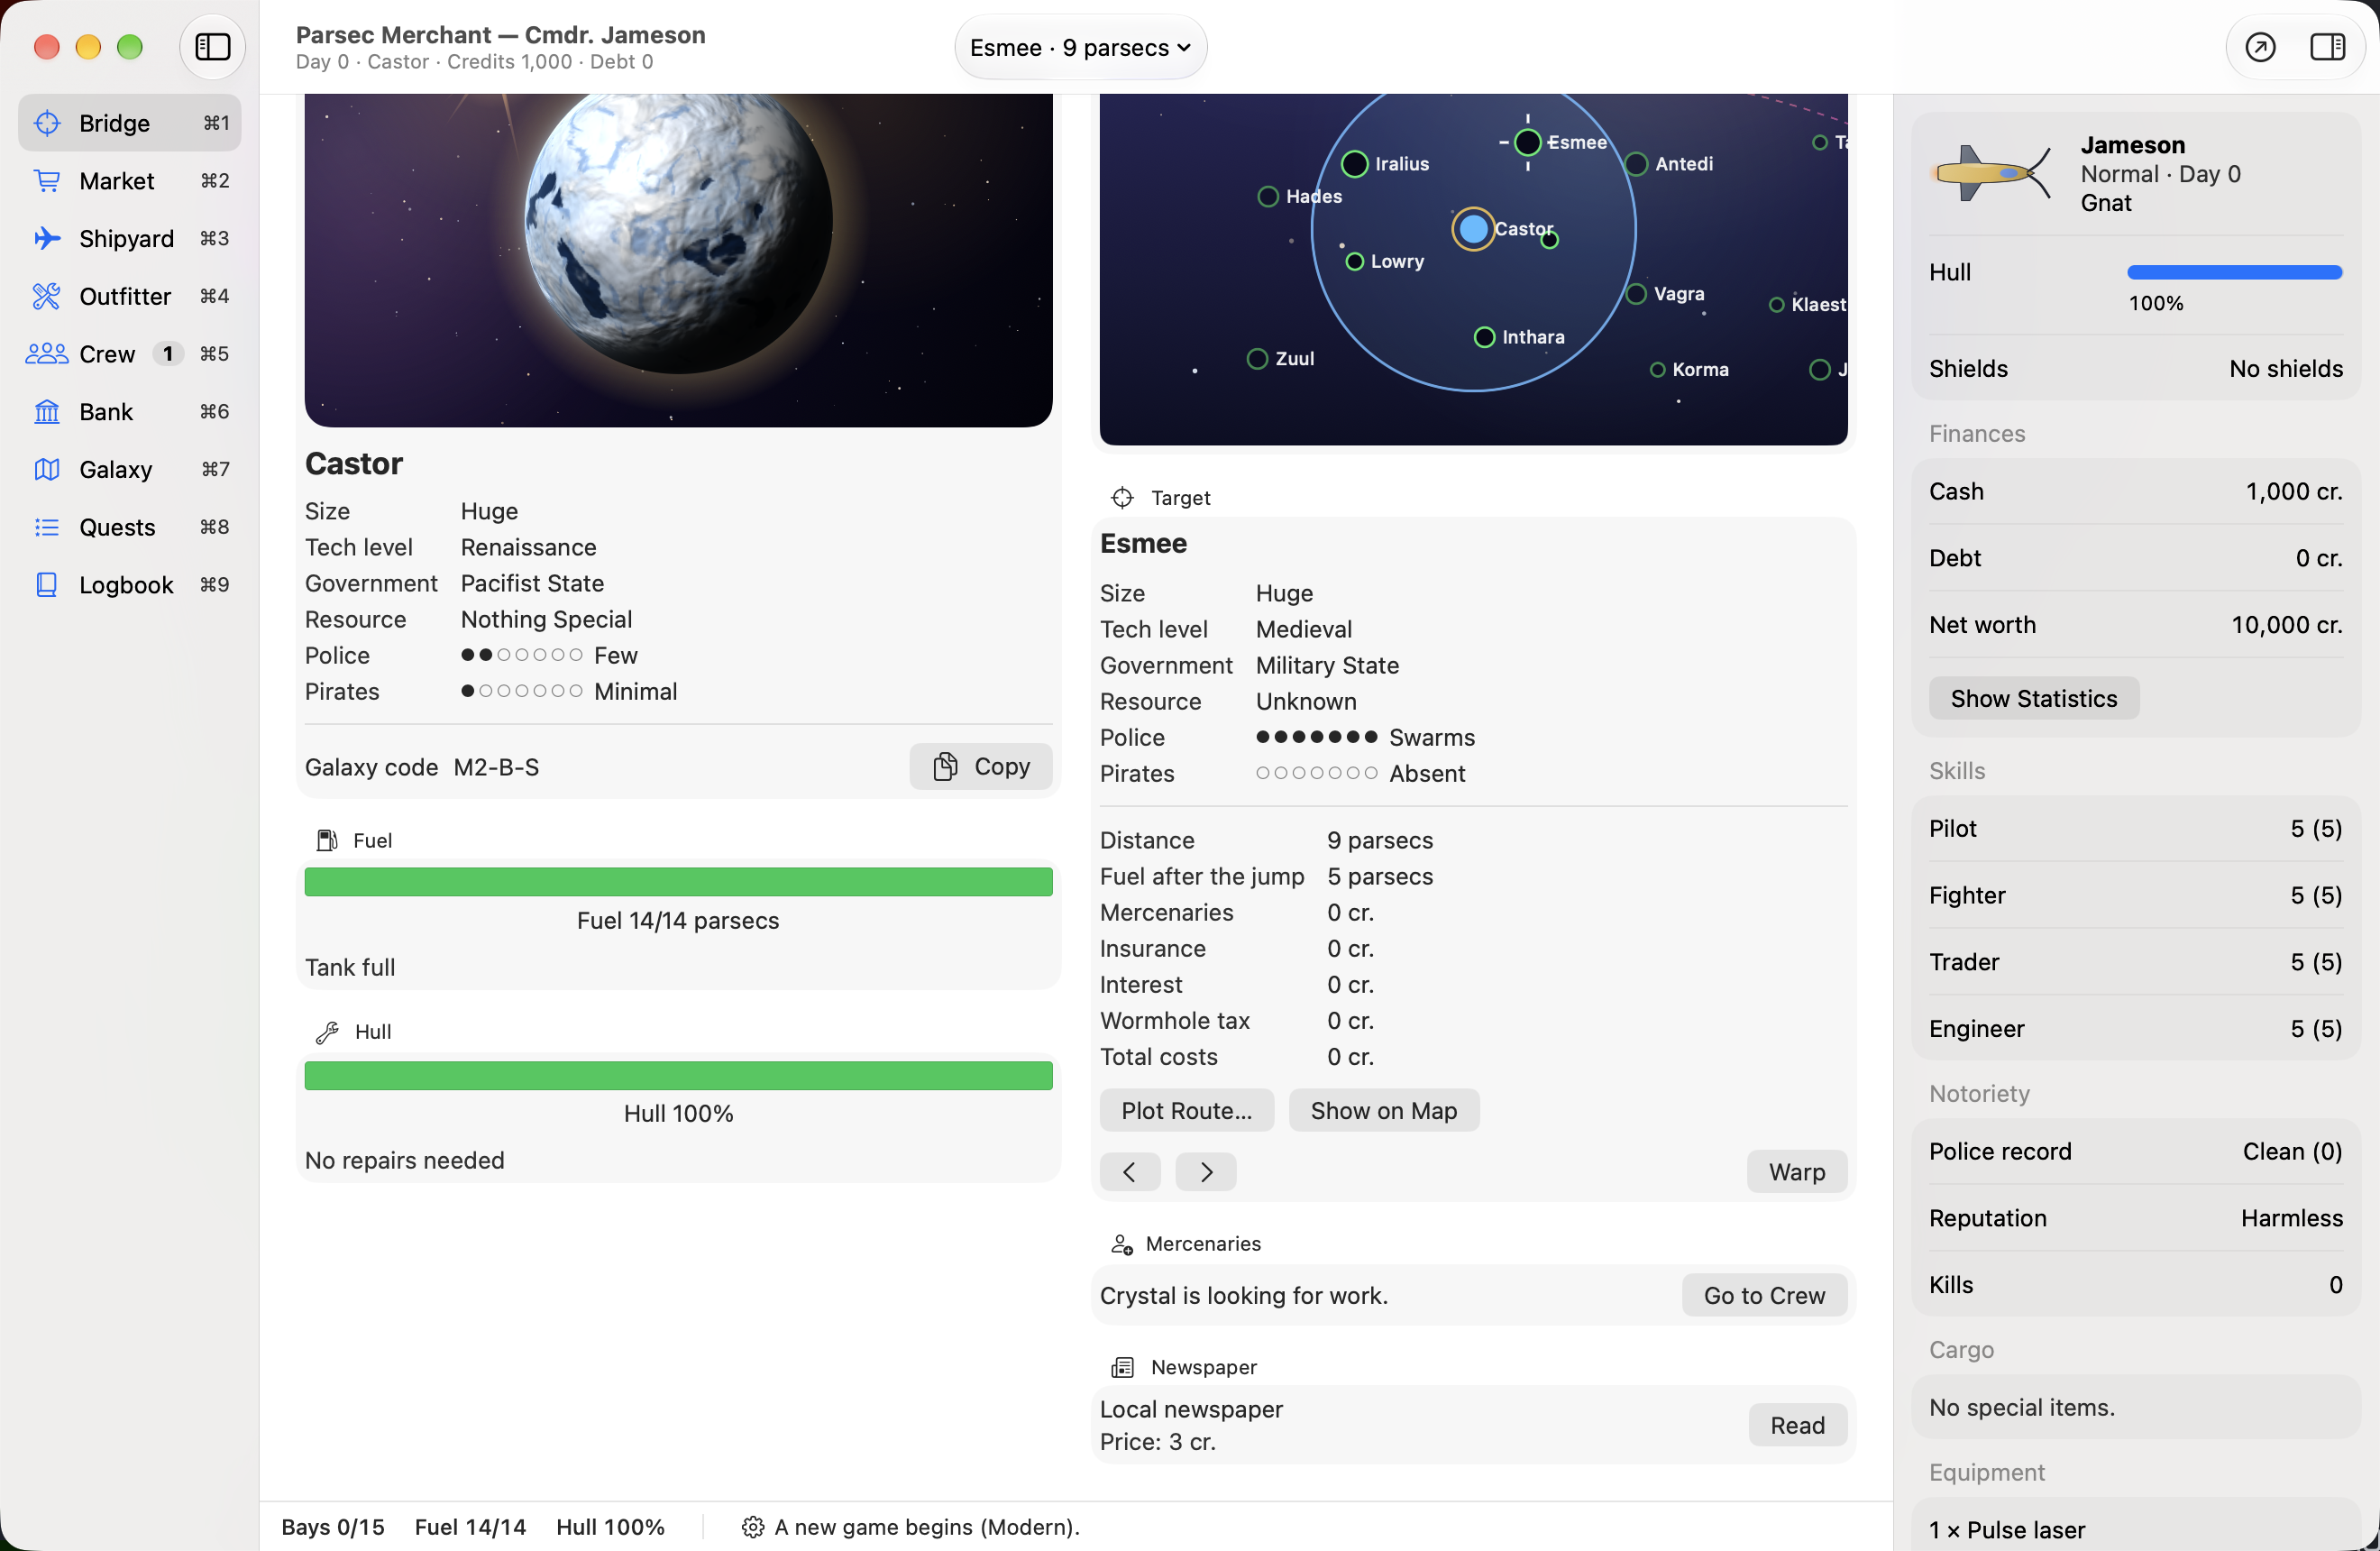 Parsec Merchant — Cmdr. Jameson
Day 0 · Castor · Credits 1,000 · Debt 0
Esmee · 9 parsecs
Bridge ⌘1
Market ⌘2
Shipyard ⌘3
Outfitter ⌘4
Crew 1 ⌘5
Bank ⌘6
Galaxy ⌘7
Quests ⌘8
Logbook ⌘9
Castor
Size Huge
Tech level Renaissance
Government Pacifist State
Resource Nothing Special
Police Few
Pirates Minimal
Galaxy code M2-B-S Copy
Fuel
Fuel 14/14 parsecs
Tank full
Hull
Hull 100%
No repairs needed
Esmee
Iralius
Antedi
Hades
Castor
Lowry
Vagra
Klaest
Inthara
Zuul
Korma
J
Target
Esmee
Size Huge
Tech level Medieval
Government Military State
Resource Unknown
Police Swarms
Pirates Absent
Distance 9 parsecs
Fuel after the jump 5 parsecs
Mercenaries 0 cr.
Insurance 0 cr.
Interest 0 cr.
Wormhole tax 0 cr.
Total costs 0 cr.
Plot Route... Show on Map
Warp
Mercenaries
Crystal is looking for work. Go to Crew
Newspaper
Local newspaper
Price: 3 cr.
Read
Jameson
Normal · Day 0
Gnat
Hull
100%
Shields No shields
Finances
Cash 1,000 cr.
Debt 0 cr.
Net worth 10,000 cr.
Show Statistics
Skills
Pilot 5 (5)
Fighter 5 (5)
Trader 5 (5)
Engineer 5 (5)
Notoriety
Police record Clean (0)
Reputation Harmless
Kills 0
Cargo
No special items.
Equipment
1 × Pulse laser
Bays 0/15 Fuel 14/14 Hull 100% A new game begins (Modern).